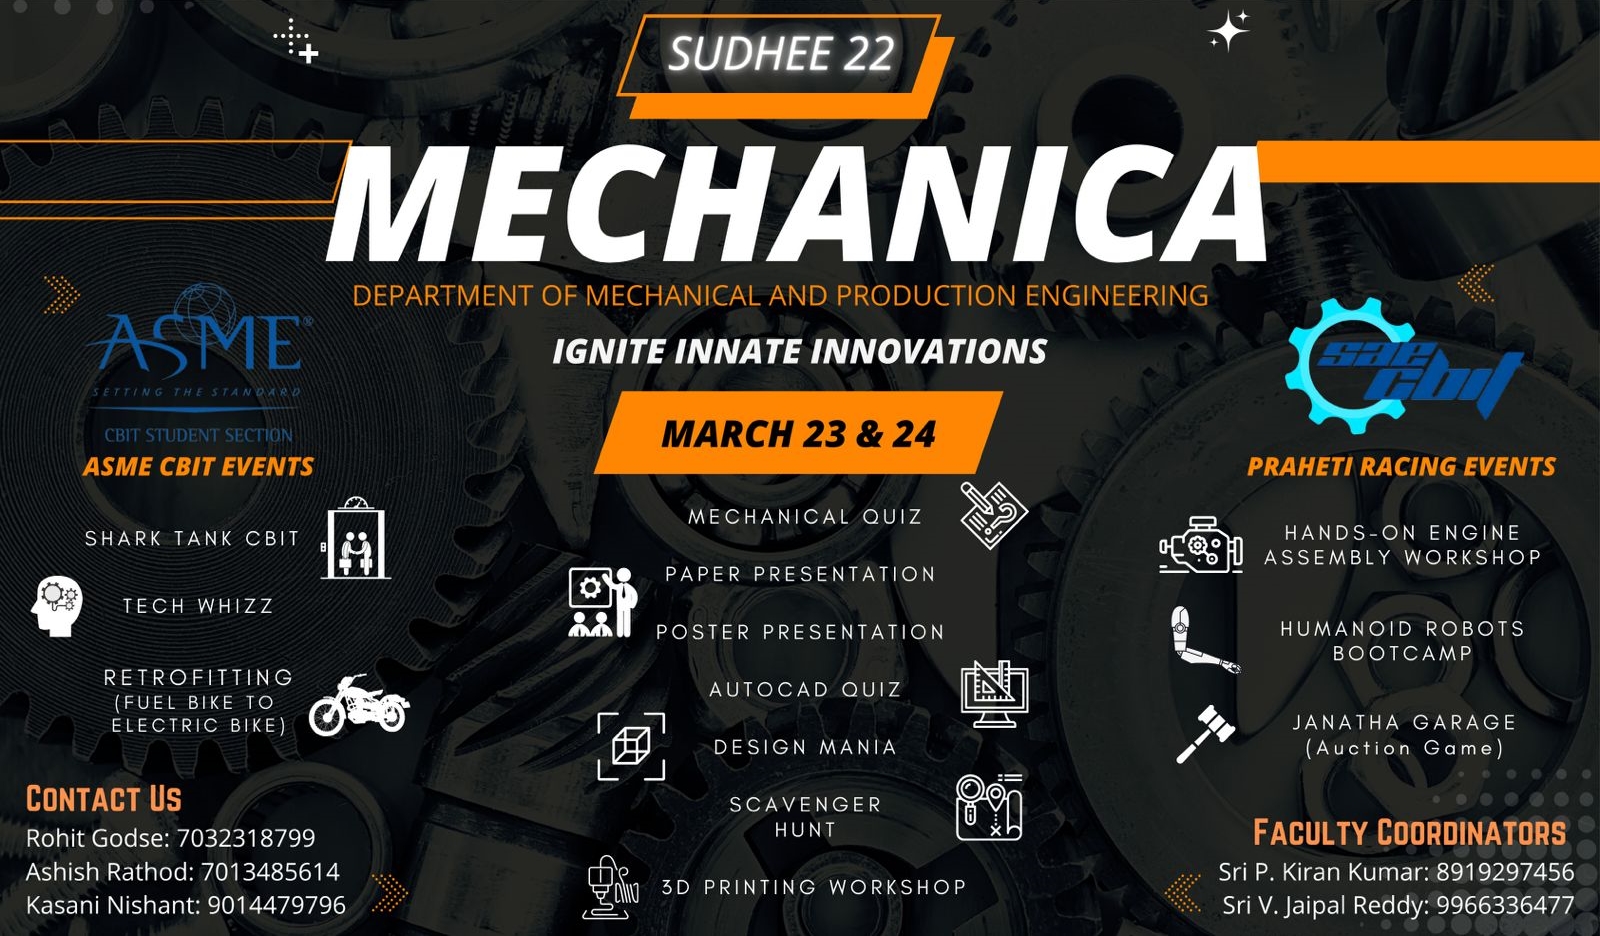 SUDHEE 22
MECHANICA
DEPARTMENT OF MECHANICAL AND PRODUCTION ENGINEERING
IGNITE INNATE INNOVATIONS
MARCH 23 & 24
ASME®
SETTING THE STANDARD
CBIT STUDENT SECTION
ASME CBIT EVENTS
SHARK TANK CBIT
TECH WHIZZ
RETROFITTING
(FUEL BIKE TO
ELECTRIC BIKE)
MECHANICAL QUIZ
PAPER PRESENTATION
POSTER PRESENTATION
AUTOCAD QUIZ
DESIGN MANIA
SCAVENGER
HUNT
3D PRINTING WORKSHOP
sae
cbit
PRAHETI RACING EVENTS
HANDS-ON ENGINE
ASSEMBLY WORKSHOP
HUMANOID ROBOTS
BOOTCAMP
JANATHA GARAGE
(Auction Game)
CONTACT US
Rohit Godse: 7032318799
Ashish Rathod: 7013485614
Kasani Nishant: 9014479796
FACULTY COORDINATORS
Sri P. Kiran Kumar: 8919297456
Sri V. Jaipal Reddy: 9966336477